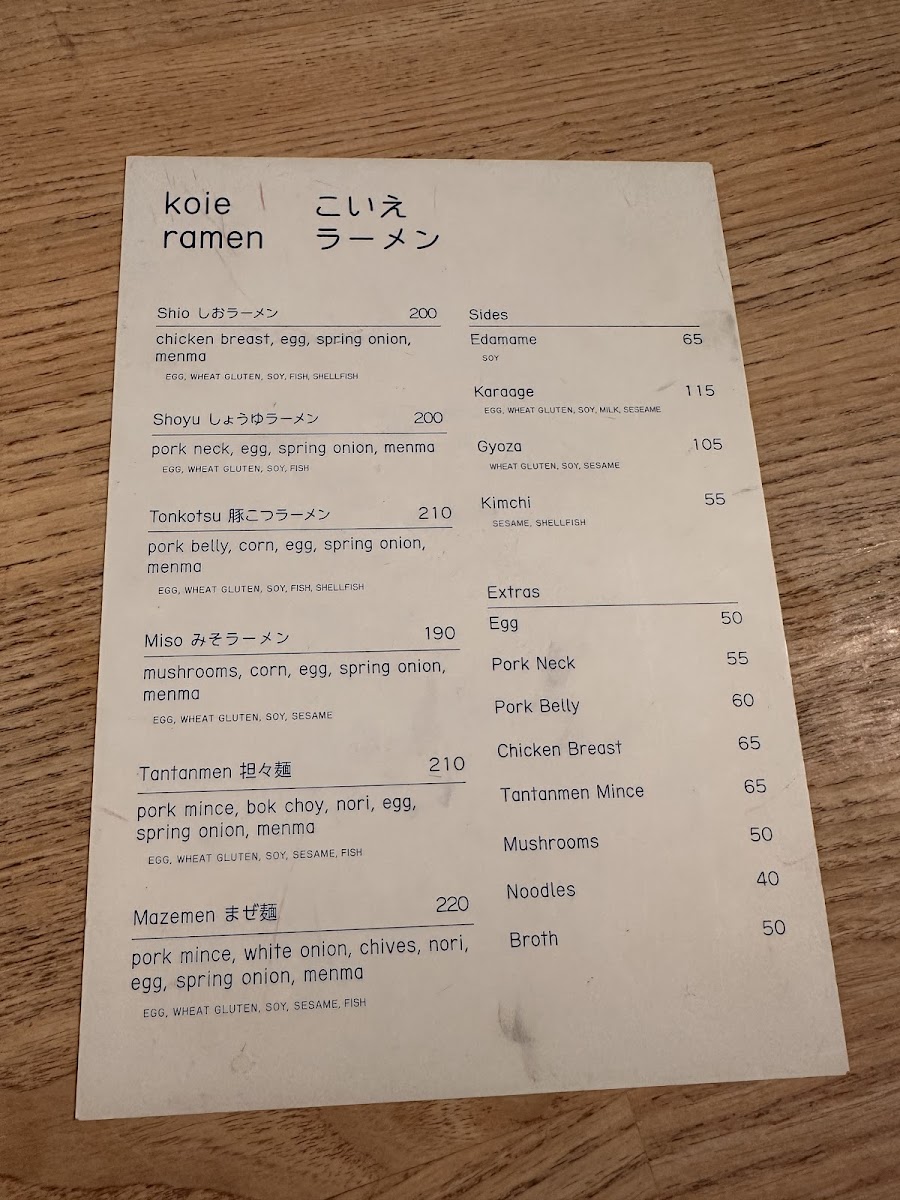 koie こいえ
ramen ラーメン
Shio しおラーメン 200
chicken breast, egg, spring onion,
menma
EGG, WHEAT GLUTEN, SOY, FISH, SHELLFISH
Shoyu しょうゆラーメン 200
pork neck, egg, spring onion, menma
EGG, WHEAT GLUTEN, SOY, FISH
Tonkotsu 豚こつラーメン 210
pork belly, corn, egg, spring onion,
menma
EGG, WHEAT GLUTEN, SOY, FISH, SHELLFISH
Miso みそラーメン 190
mushrooms, corn, egg, spring onion,
menma
EGG, WHEAT GLUTEN, SOY, SESAME
Tantanmen 担々麺 210
pork mince, bok choy, nori, egg,
spring onion, menma
EGG, WHEAT GLUTEN, SOY, SESAME, FISH
Mazemen まぜ麺 220
pork mince, white onion, chives, nori,
egg, spring onion, menma
EGG, WHEAT GLUTEN, SOY, SESAME, FISH
Sides
Edamame 65
SOY
Karaage 115
EGG, WHEAT GLUTEN, SOY, MILK, SESEAME
Gyoza 105
WHEAT GLUTEN, SOY, SESAME
Kimchi 55
SESAME, SHELLFISH
Extras
Egg 50
Pork Neck 55
Pork Belly 60
Chicken Breast 65
Tantanmen Mince 65
Mushrooms 50
Noodles 40
Broth 50